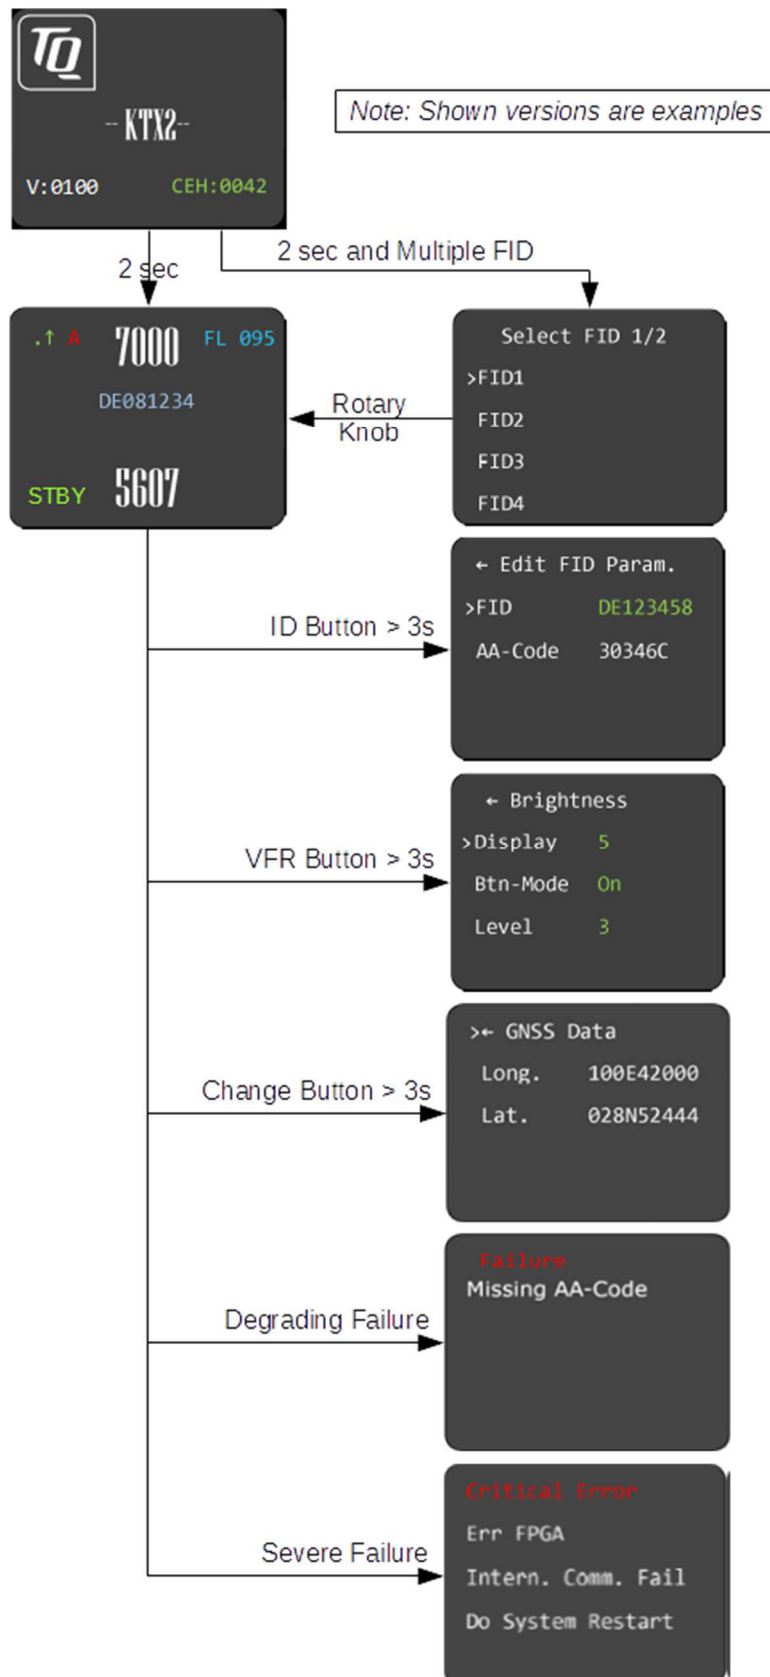 TQ
-- KTX2--
V:0100 CEH:0042
Note: Shown versions are examples
2 sec
2 sec and Multiple FID
.↑ A 7000 FL 095
DE081234
STBY 5607
Rotary
Knob
Select FID 1/2
>FID1
FID2
FID3
FID4
ID Button > 3s
← Edit FID Param.
>FID DE123458
AA-Code 30346C
VFR Button > 3s
← Brightness
>Display 5
Btn-Mode On
Level 3
Change Button > 3s
>← GNSS Data
Long. 100E42000
Lat. 028N52444
Degrading Failure
Failure
Missing AA-Code
Severe Failure
Critical Error
Err FPGA
Intern. Comm. Fail
Do System Restart